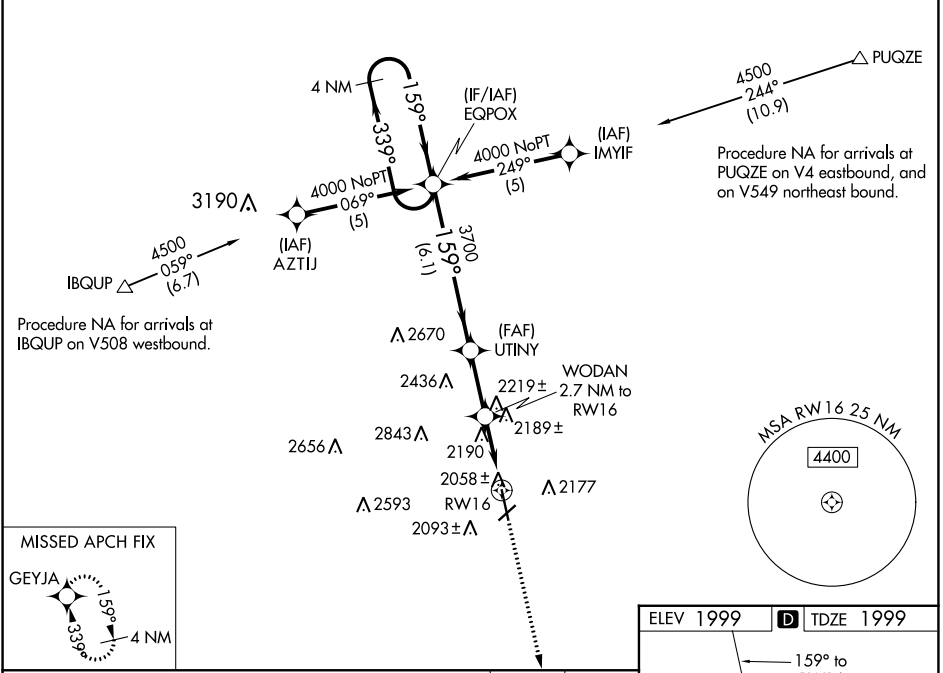 4 NM
159°
339°
(IF/IAF)
EQPOX
4500
244°
(10.9)
PUQZE
4000 NoPT
249°
(5)
(IAF)
IMYIF
Procedure NA for arrivals at
PUQZE on V4 eastbound, and
on V549 northeast bound.
3190
4000 NoPT
069°
(5)
(IAF)
AZTIJ
4500
059°
(6.7)
IBQUP
Procedure NA for arrivals at
IBQUP on V508 westbound.
3700
159°
(6.1)
2670
(FAF)
UTINY
2436
2219±
WODAN
2.7 NM to
RW16
2189±
2843
2656
2190
2058±
RW16
2177
2593
2093±
MSA RW16 25 NM
4400
MISSED APCH FIX
GEYJA
159°
339°
4 NM
ELEV 1999 D TDZE 1999
159° to